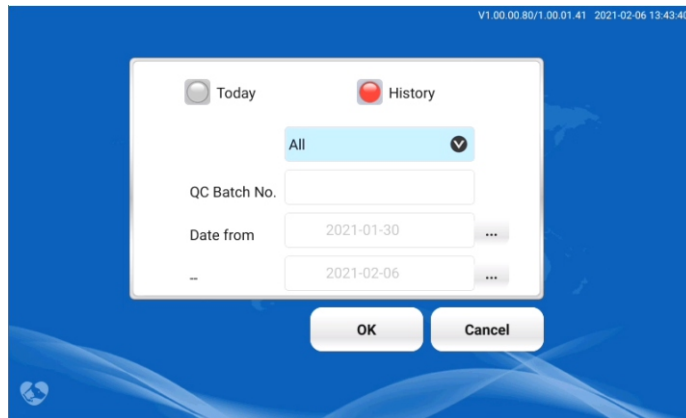 V1.00.00.80/1.00.01.41 2021-02-06 13:43:40
Today History
All
QC Batch No.
Date from 2021-01-30 ...
-- 2021-02-06 ...
OK Cancel